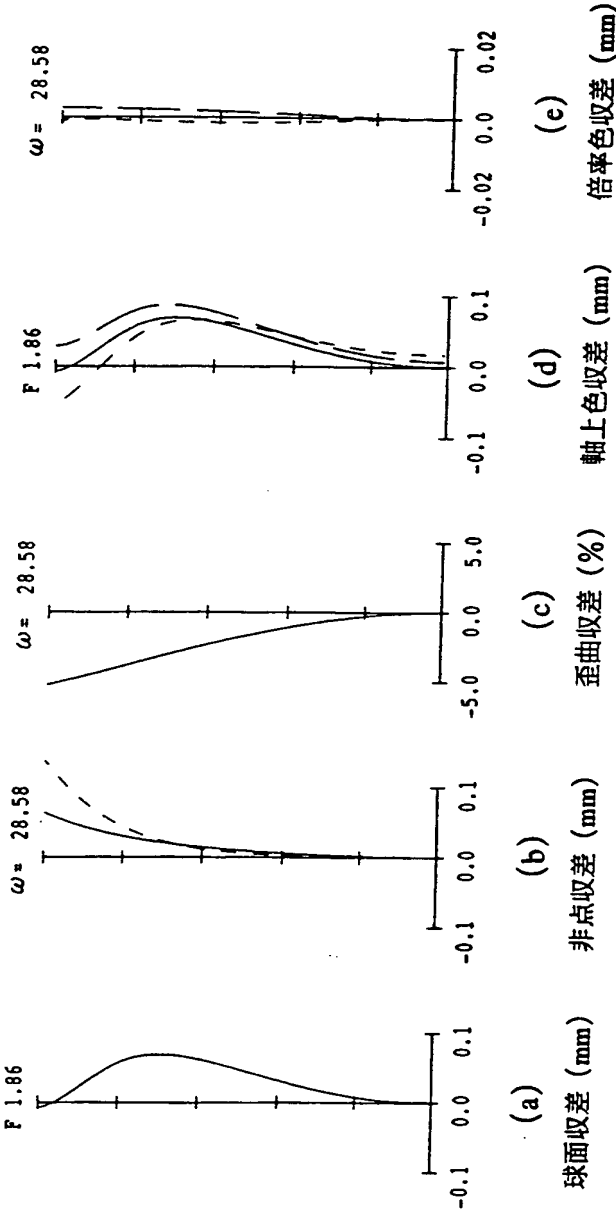 F 1.86
-0.1 0.0 0.1
(a)
球面収差 (mm)
ω= 28.58
-0.1 0.0 0.1
(b)
非点収差 (mm)
ω= 28.58
-5.0 0.0 5.0
(c)
歪曲収差 (%)
F 1.86
-0.1 0.0 0.1
(d)
軸上色収差 (mm)
ω= 28.58
-0.02 0.0 0.02
(e)
倍率色収差 (mm)